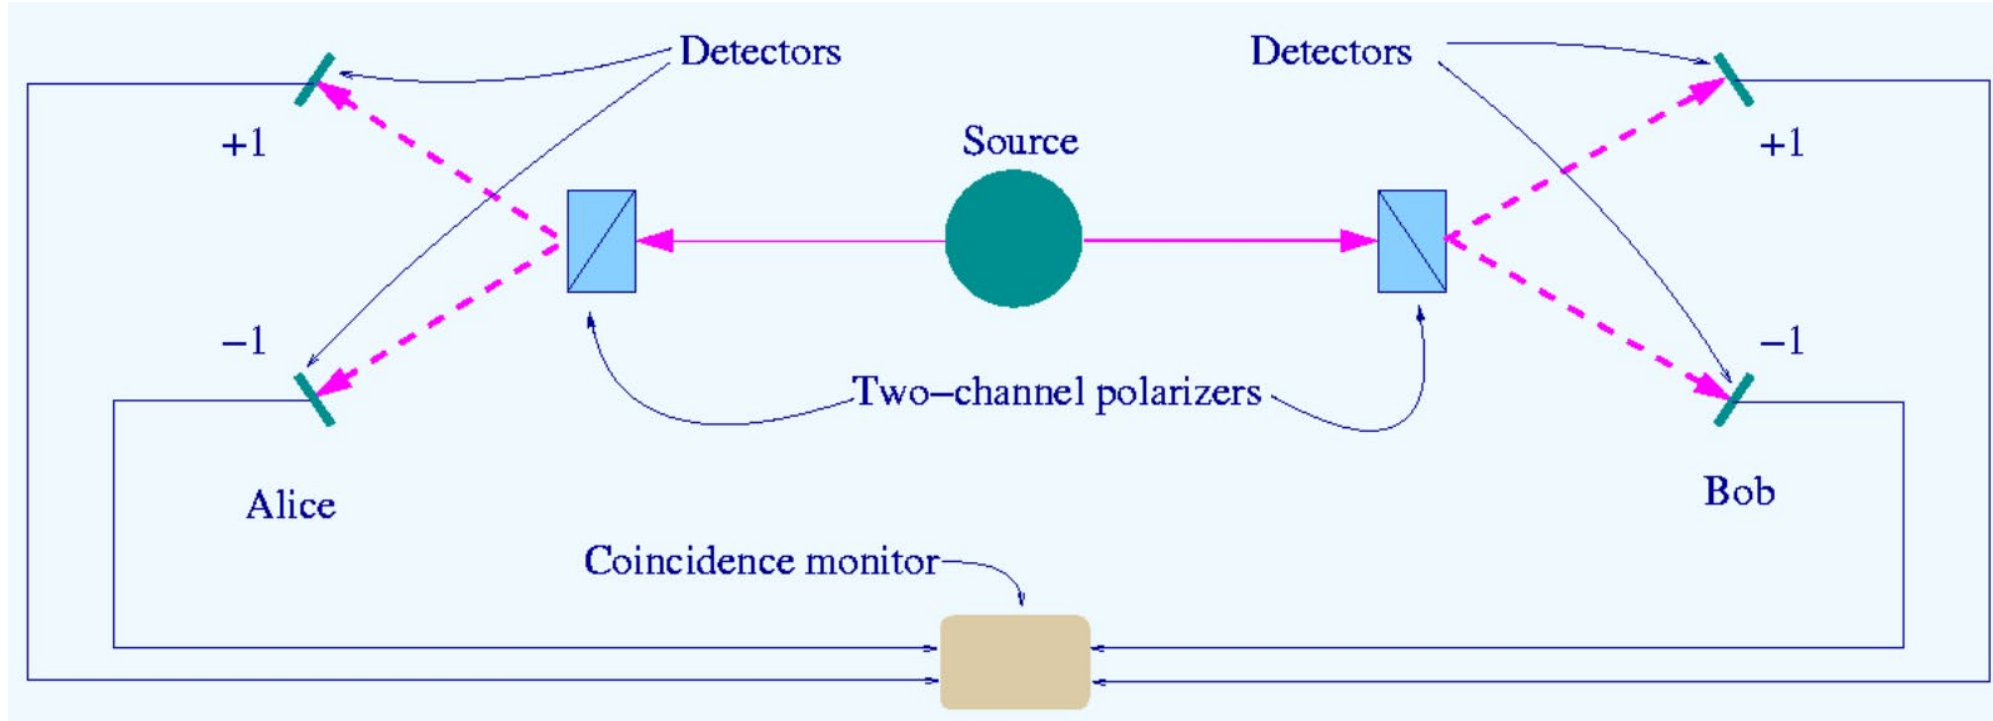 Detectors
Detectors
Source
+1
+1
−1
−1
Two−channel polarizers
Alice
Bob
Coincidence monitor